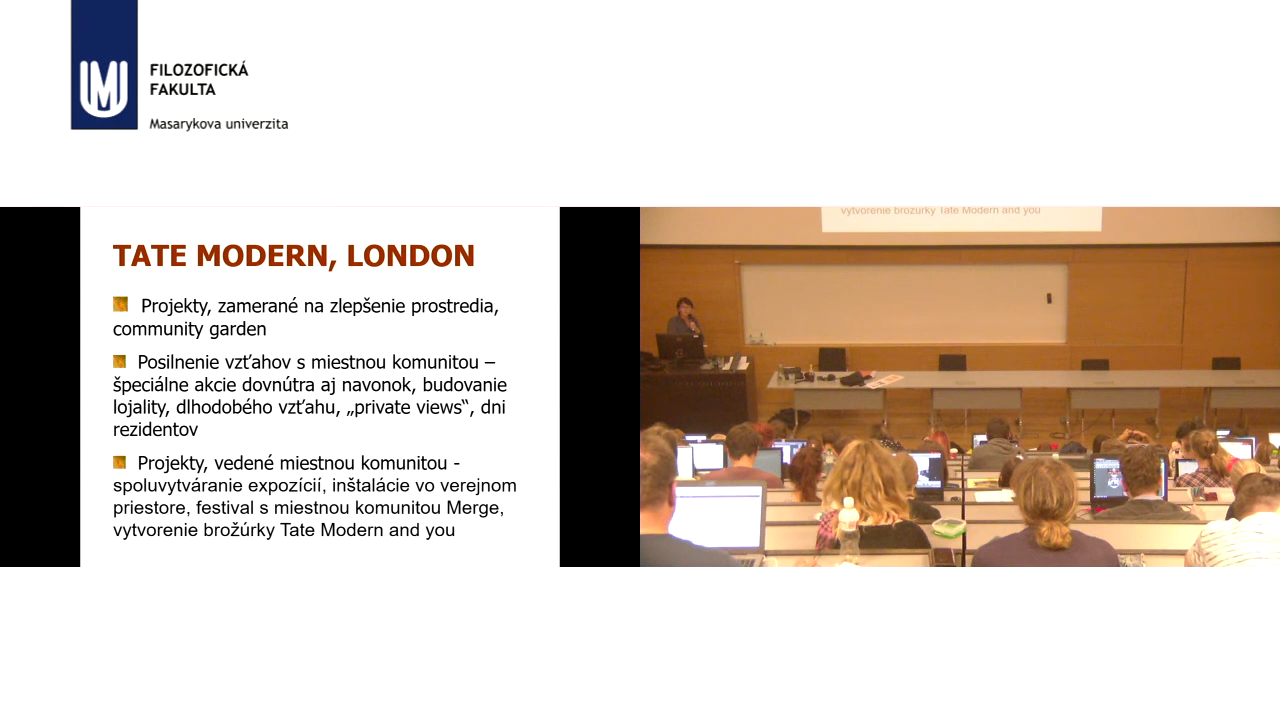 FILOZOFICKÁ
FAKULTA
Masarykova univerzita
TATE MODERN, LONDON
Projekty, zamerané na zlepšenie prostredia,
community garden
Posilnenie vzťahov s miestnou komunitou –
špeciálne akcie dovnútra aj navonok, budovanie
lojality, dlhodobého vzťahu, „private views“, dni
rezidentov
Projekty, vedené miestnou komunitou -
spoluvytváranie expozícií, inštalácie vo verejnom
priestore, festival s miestnou komunitou Merge,
vytvorenie brožúrky Tate Modern and you
vytvorenie brožúrky Tate Modern and you